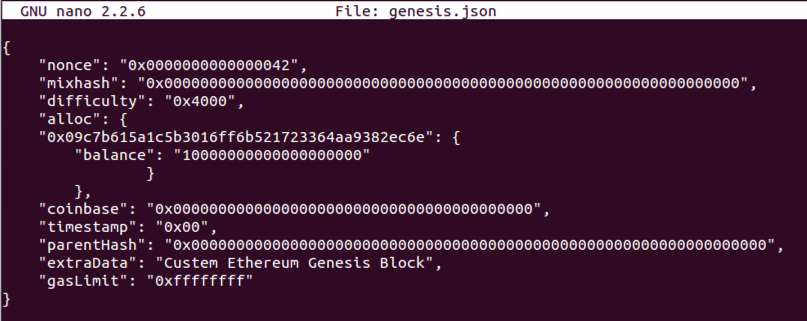 GNU nano 2.2.6 File: genesis.json
{
"nonce": "0x0000000000000042",
"mixhash": "0x0000000000000000000000000000000000000000000000000000000000000000",
"difficulty": "0x4000",
"alloc": {
"0x09c7b615a1c5b3016ff6b521723364aa9382ec6e": {
"balance": "10000000000000000000"
}
},
"coinbase": "0x0000000000000000000000000000000000000000",
"timestamp": "0x00",
"parentHash": "0x0000000000000000000000000000000000000000000000000000000000000000",
"extraData": "Custem Ethereum Genesis Block",
"gasLimit": "0xffffffff"
}